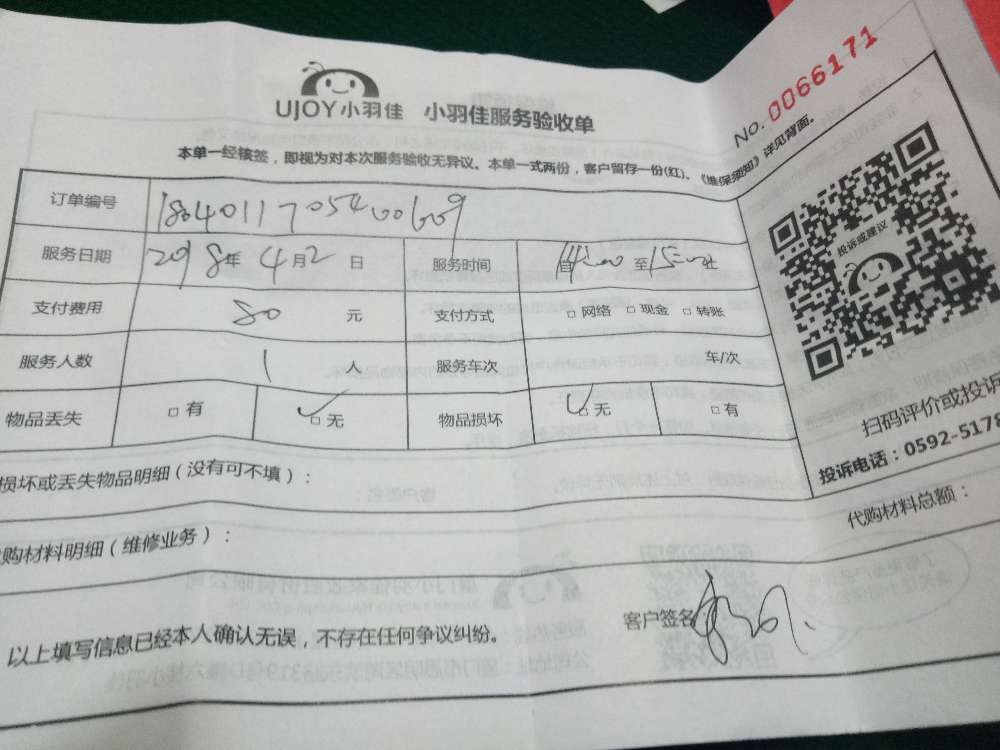 NO. 0066171
UJOY小羽佳 小羽佳服务验收单
本单一经核签，即视为对本次服务验收无异议。本单一式两份，客户留存一份(红)、《维保须知》详见背面。
订单编号 1804011705400609
服务日期 2018年4月2日 服务时间 自14:00至15:00止
支付费用 80 元 支付方式 □网络 □现金 □转账
服务人数 1 人 服务车次 车/次
物品丢失 □有 ☑无 物品损坏 ☑无 □有
投诉或建议
扫码评价或投诉
投诉电话：0592-5178
损坏或丢失物品明细（没有可不填）：
代购材料总额：
购材料明细（维修业务）：
以上填写信息已经本人确认无误，不存在任何争议纠纷。
客户签名：